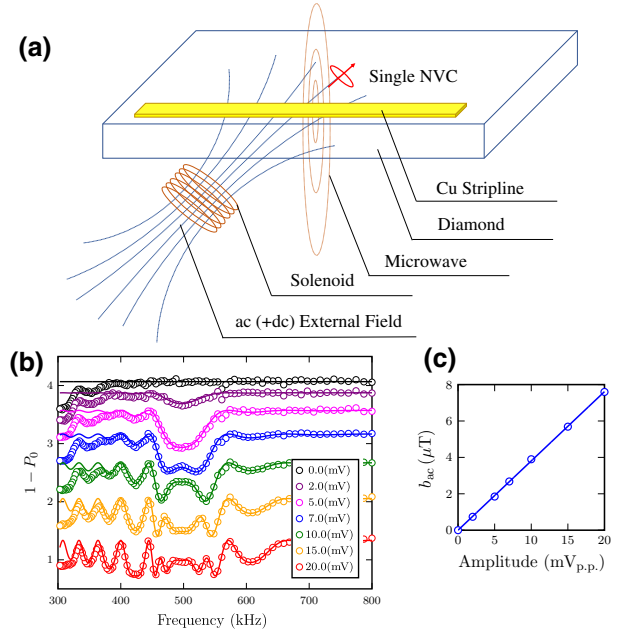 (a)
Single NVC
Cu Stripline
Diamond
Microwave
Solenoid
ac (+dc) External Field
(b)
4
3
2
1
1 − P₀
0.0(mV)
2.0(mV)
5.0(mV)
7.0(mV)
10.0(mV)
15.0(mV)
20.0(mV)
300 400 500 600 700 800
Frequency (kHz)
(c)
8
6
4
2
0
b_ac (μT)
0 5 10 15 20
Amplitude (mV_p.p.)